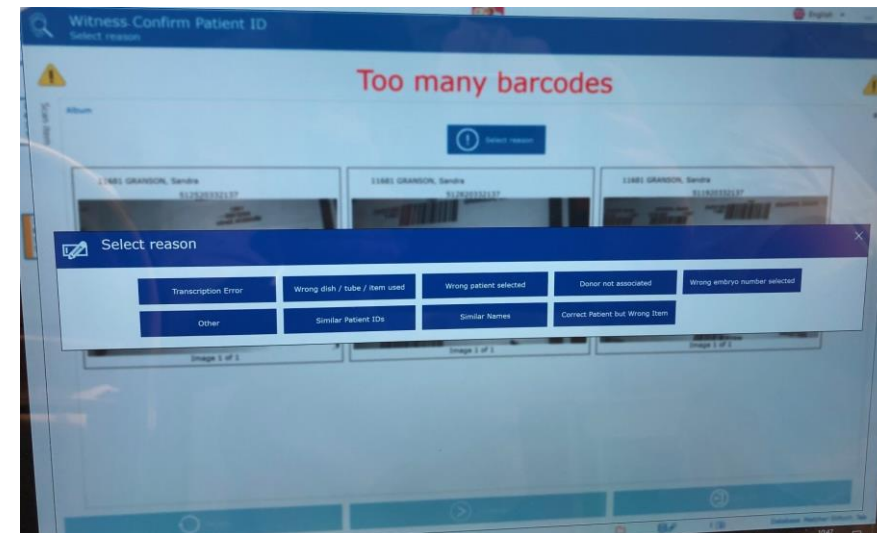 Witness Confirm Patient ID
English
Select reason
Too many barcodes
Scan item
Album
Select reason
11681 GRANSON, Sandra
11681 GRANSON, Sandra
11681 GRANSON, Sandra
Select reason
Transcription Error
Wrong dish / tube / item used
Wrong patient selected
Donor not associated
Wrong embryo number selected
Other
Similar Patient IDs
Similar Names
Correct Patient but Wrong Item
Image 1 of 1
Image 1 of 1
Image 1 of 1